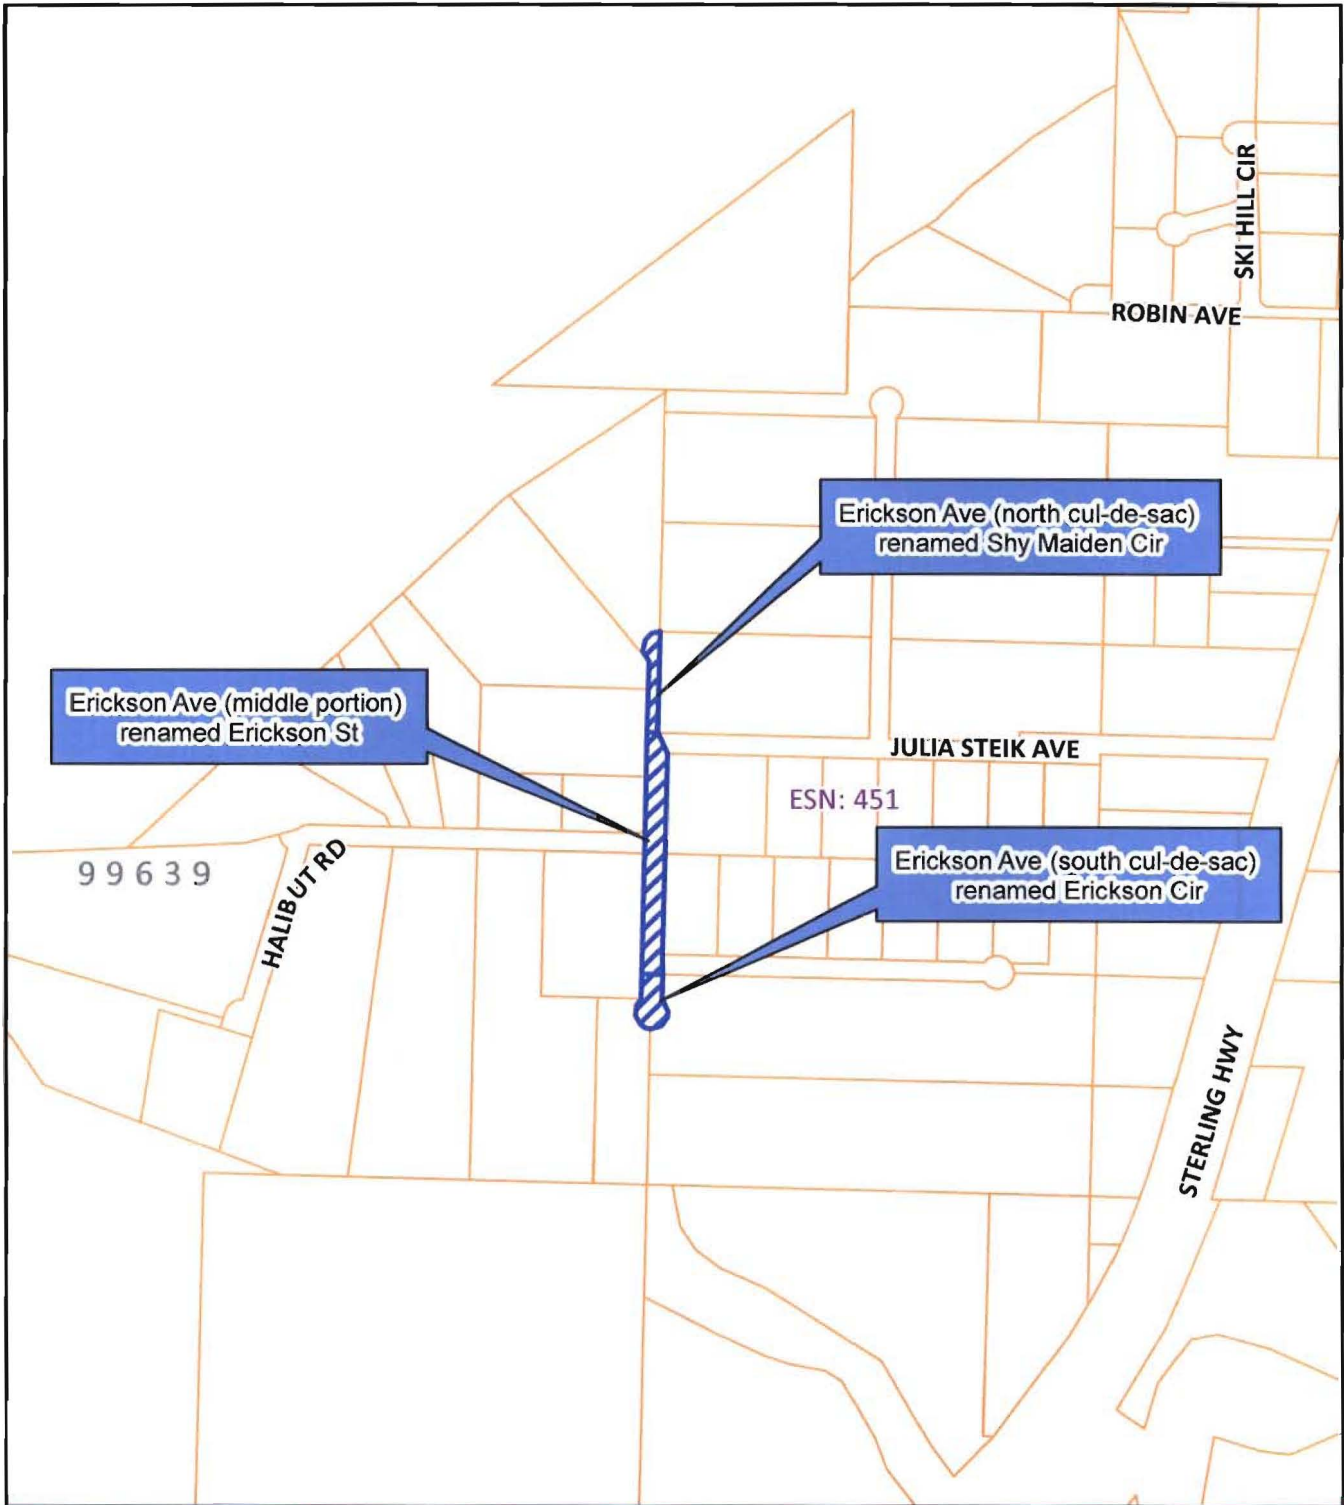 SKI HILL CIR
ROBIN AVE
Erickson Ave (north cul-de-sac)
renamed Shy Maiden Cir
Erickson Ave (middle portion)
renamed Erickson St
JULIA STEIK AVE
ESN: 451
Erickson Ave (south cul-de-sac)
renamed Erickson Cir
99639
HALIBUT RD
STERLING HWY